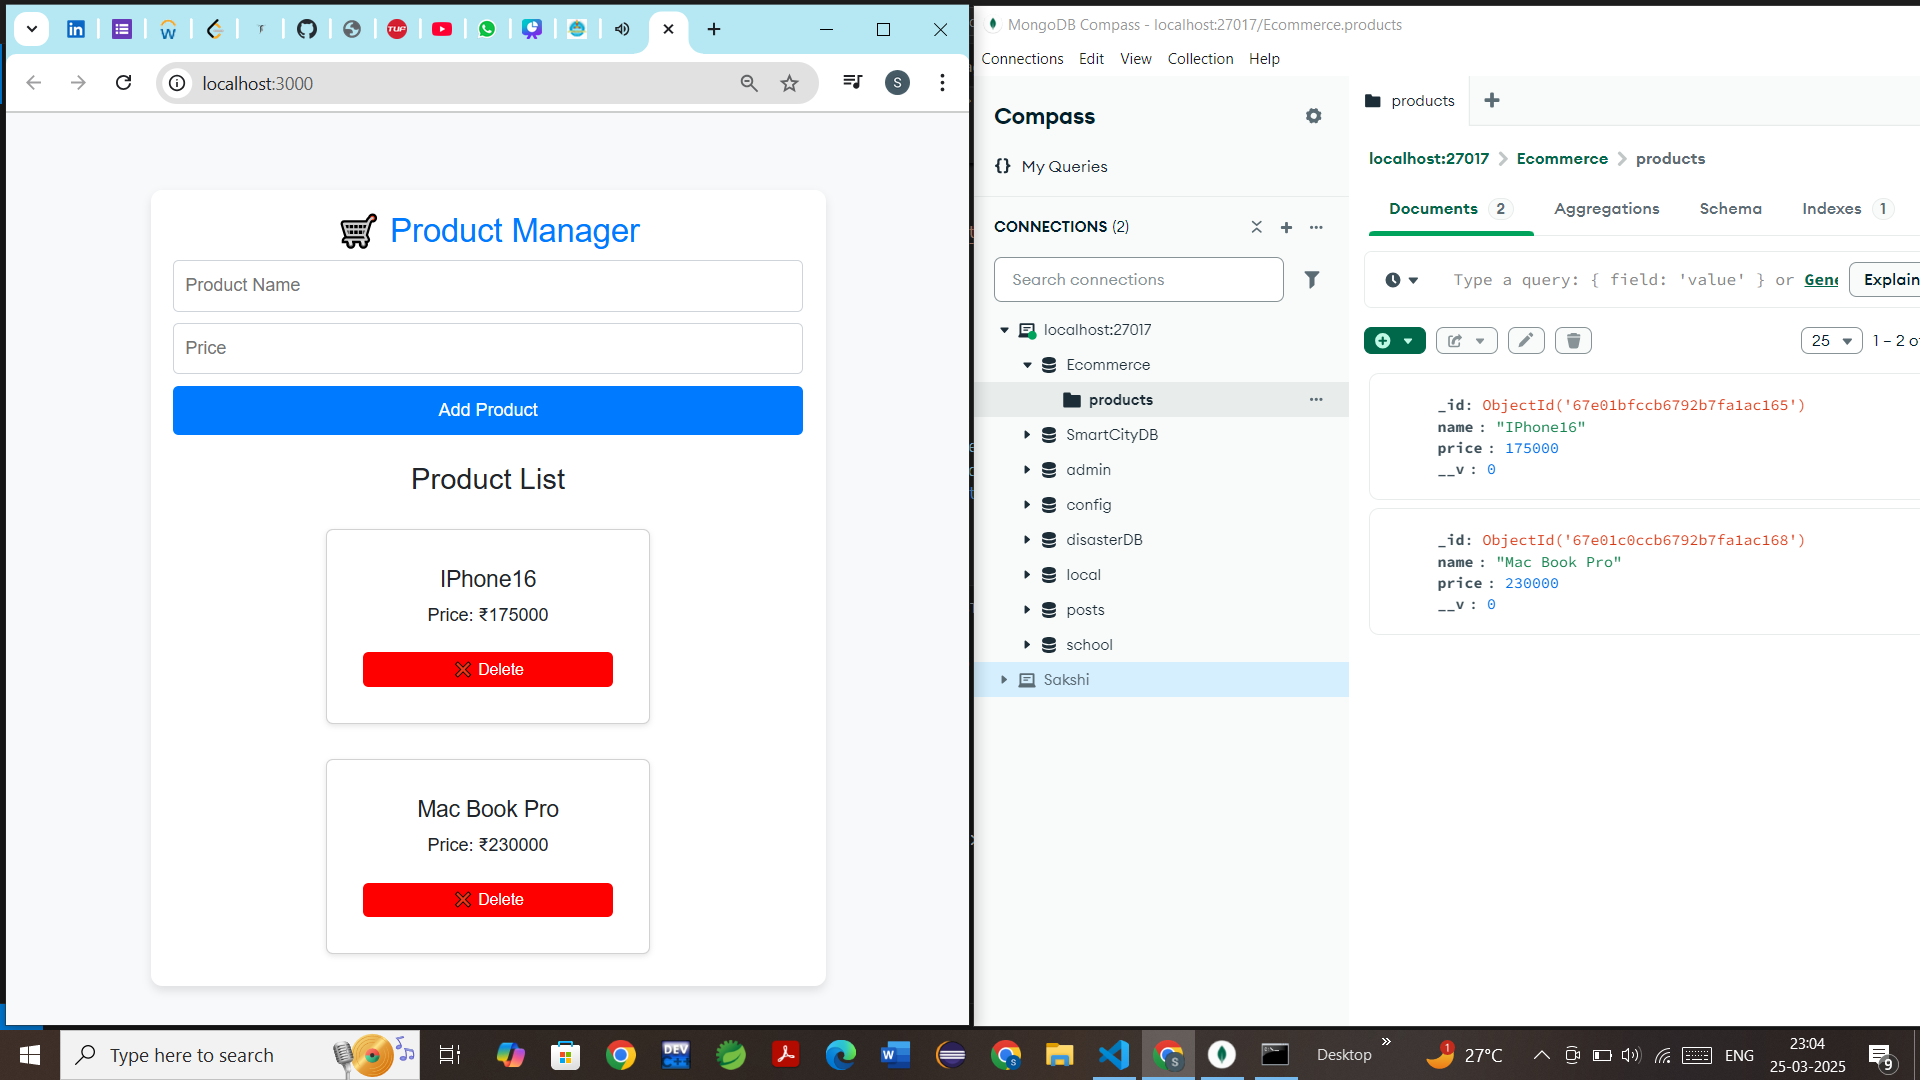 localhost:3000
S
Product Manager
Product Name
Price
Add Product
Product List
IPhone16
Price: ₹175000
Delete
Mac Book Pro
Price: ₹230000
Delete
MongoDB Compass - localhost:27017/Ecommerce.products
Connections Edit View Collection Help
Compass
{} My Queries
CONNECTIONS (2)
Search connections
localhost:27017
Ecommerce
products
SmartCityDB
admin
config
disasterDB
local
posts
school
Sakshi
products
localhost:27017 > Ecommerce > products
Documents 2 Aggregations Schema Indexes 1
Type a query: { field: 'value' } or Gene
Explain
25 1 – 2 o
_id: ObjectId('67e01bfccb6792b7fa1ac165')
name : "IPhone16"
price : 175000
__v : 0
_id: ObjectId('67e01c0ccb6792b7fa1ac168')
name : "Mac Book Pro"
price : 230000
__v : 0
Type here to search
DEV C++
Desktop »
1
27°C
ENG
23:04
25-03-2025
9